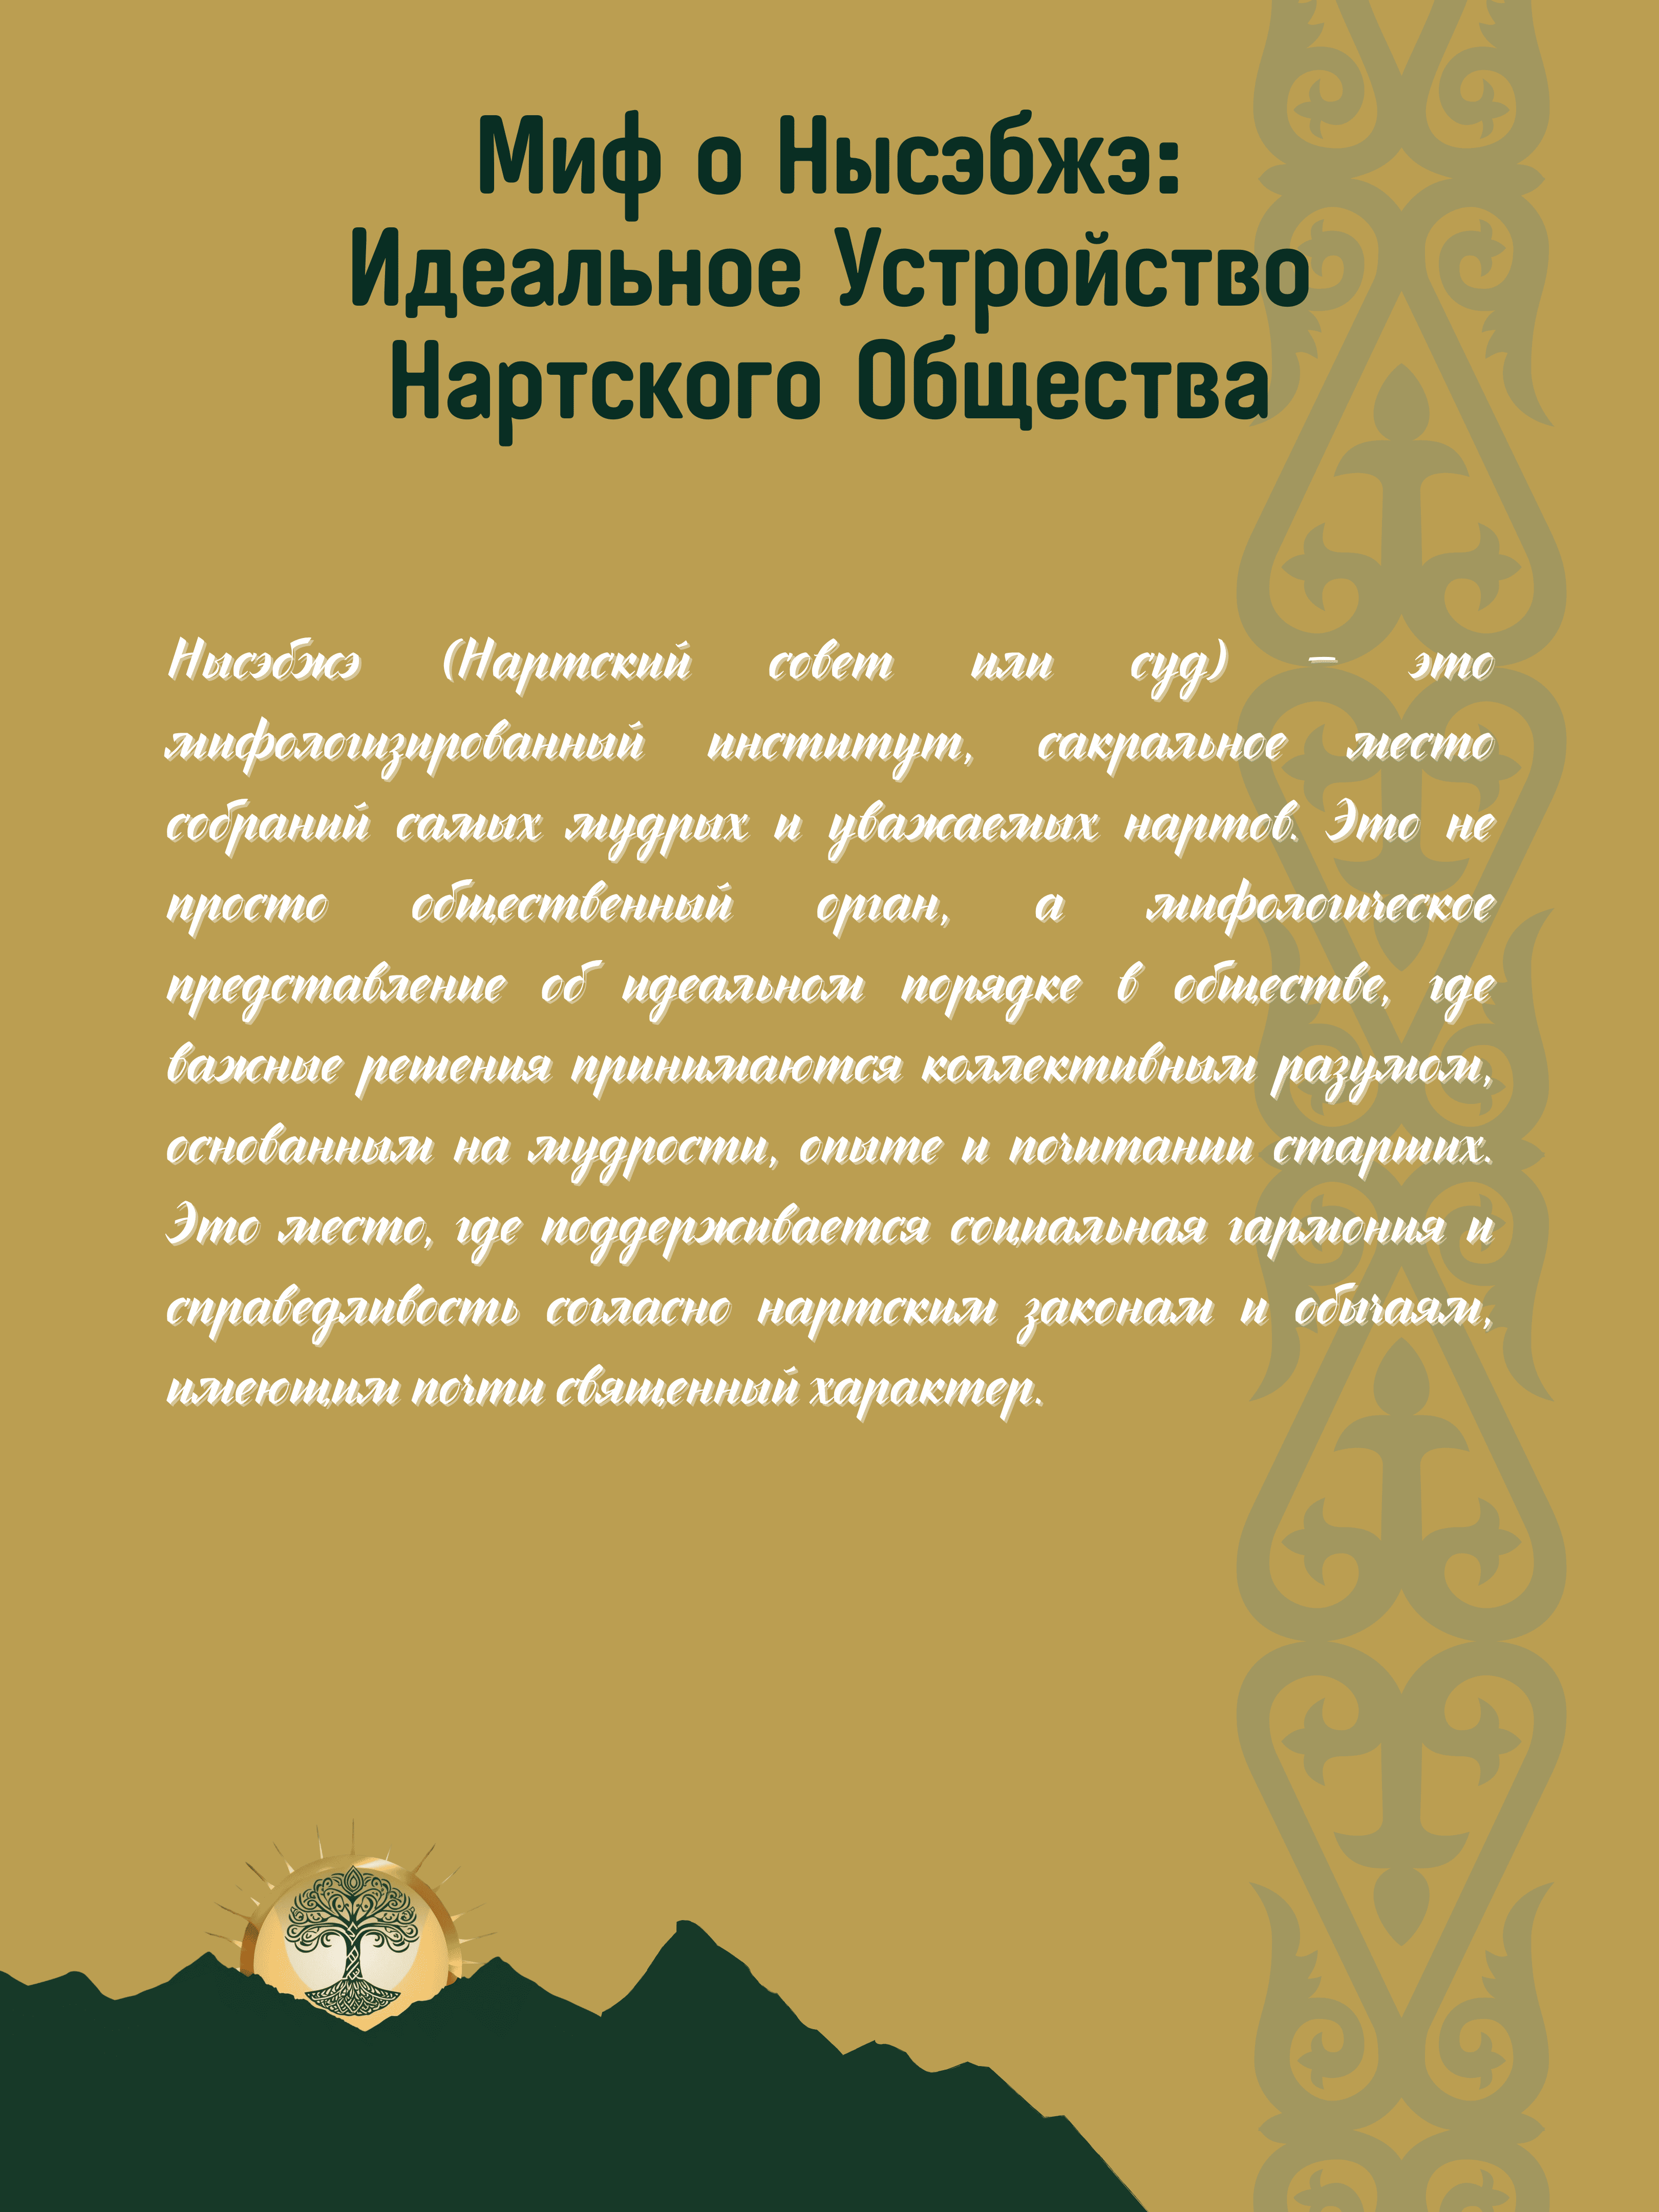 Миф о Нысэбжэ:
Идеальное Устройство
Нартского Общества
Нысэбжэ (Нартский совет или суд) – это
мифологизированный институт, сакральное место
собраний самых мудрых и уважаемых нартов. Это не
просто общественный орган, а мифологическое
представление об идеальном порядке в обществе, где
важные решения принимаются коллективным разумом,
основанным на мудрости, опыте и почитании старших.
Это место, где поддерживается социальная гармония и
справедливость согласно нартским законам и обычаям,
имеющим почти священный характер.